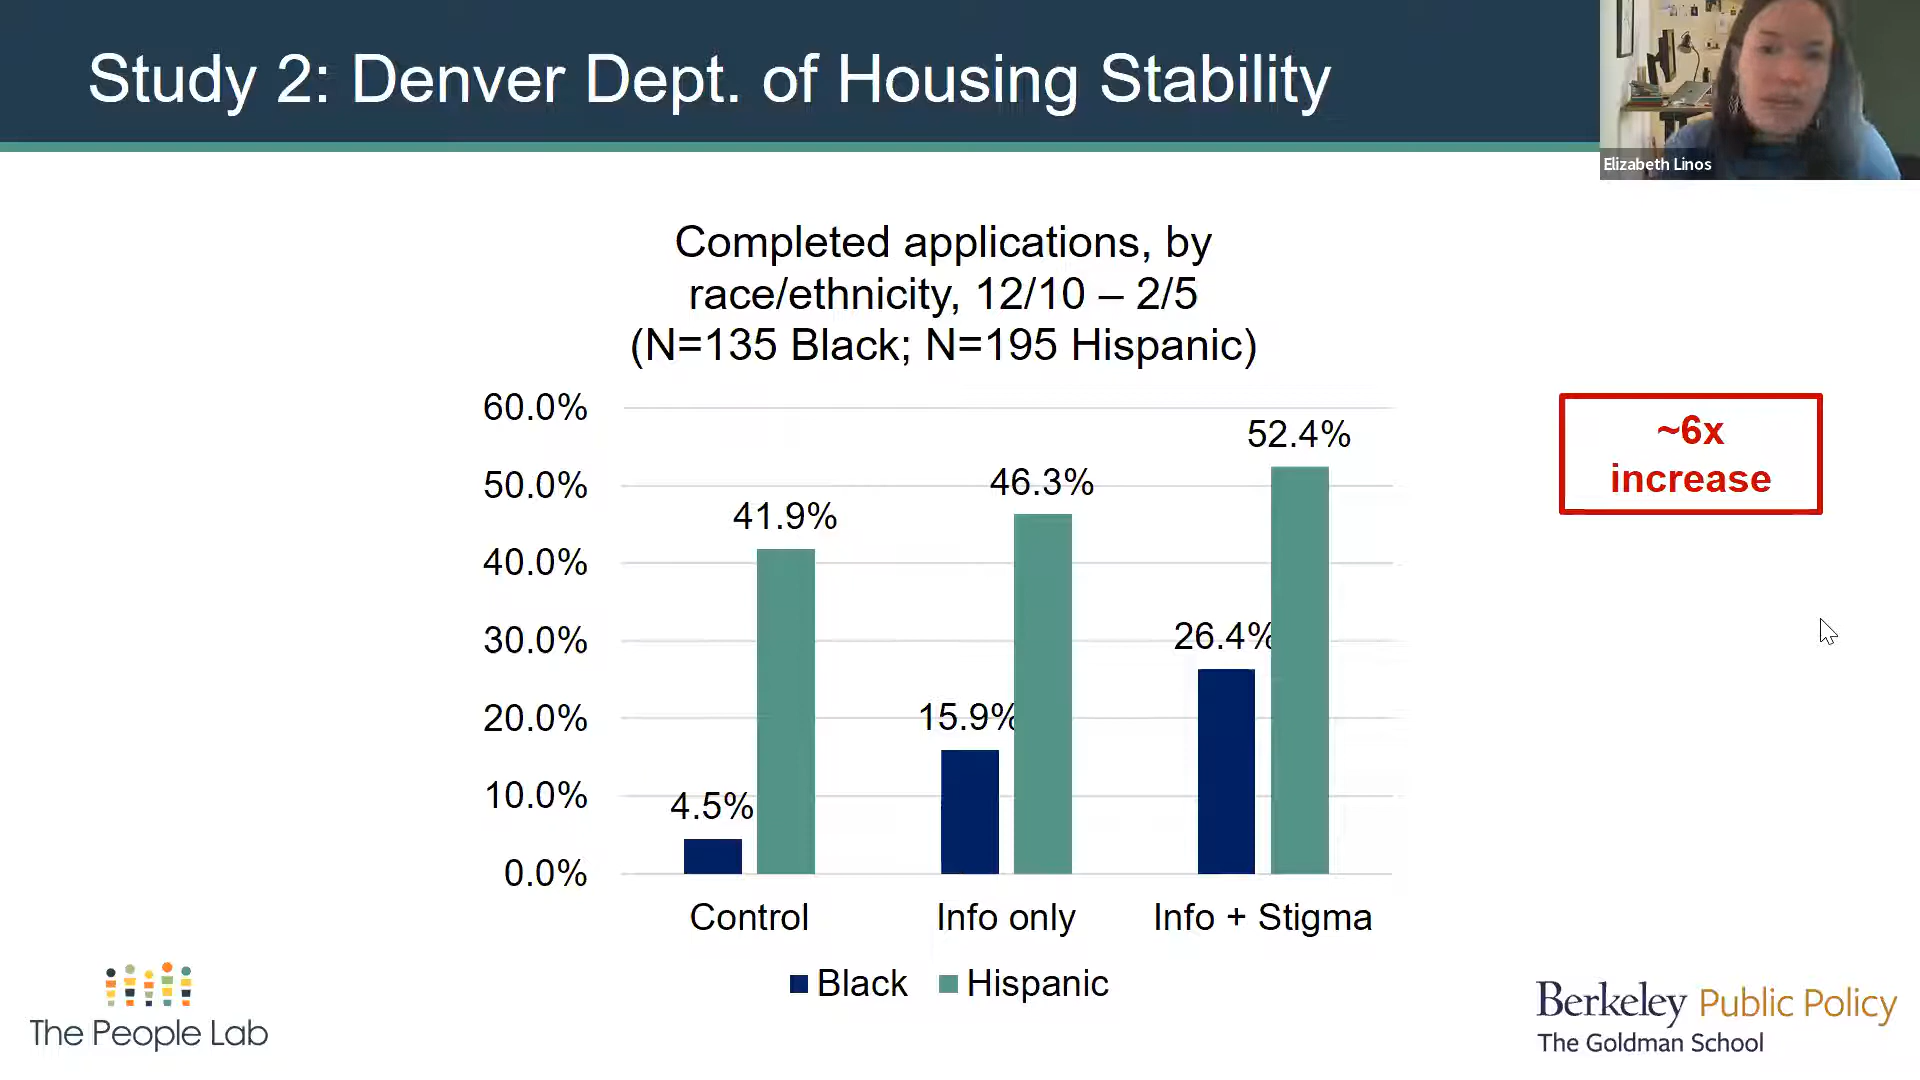 Study 2: Denver Dept. of Housing Stability
Elizabeth Linos
Completed applications, by
race/ethnicity, 12/10 – 2/5
(N=135 Black; N=195 Hispanic)
60.0%
50.0%
40.0%
30.0%
20.0%
10.0%
0.0%
4.5%
41.9%
15.9%
46.3%
26.4%
52.4%
Control
Info only
Info + Stigma
Black
Hispanic
~6x
increase
The People Lab
Berkeley Public Policy
The Goldman School